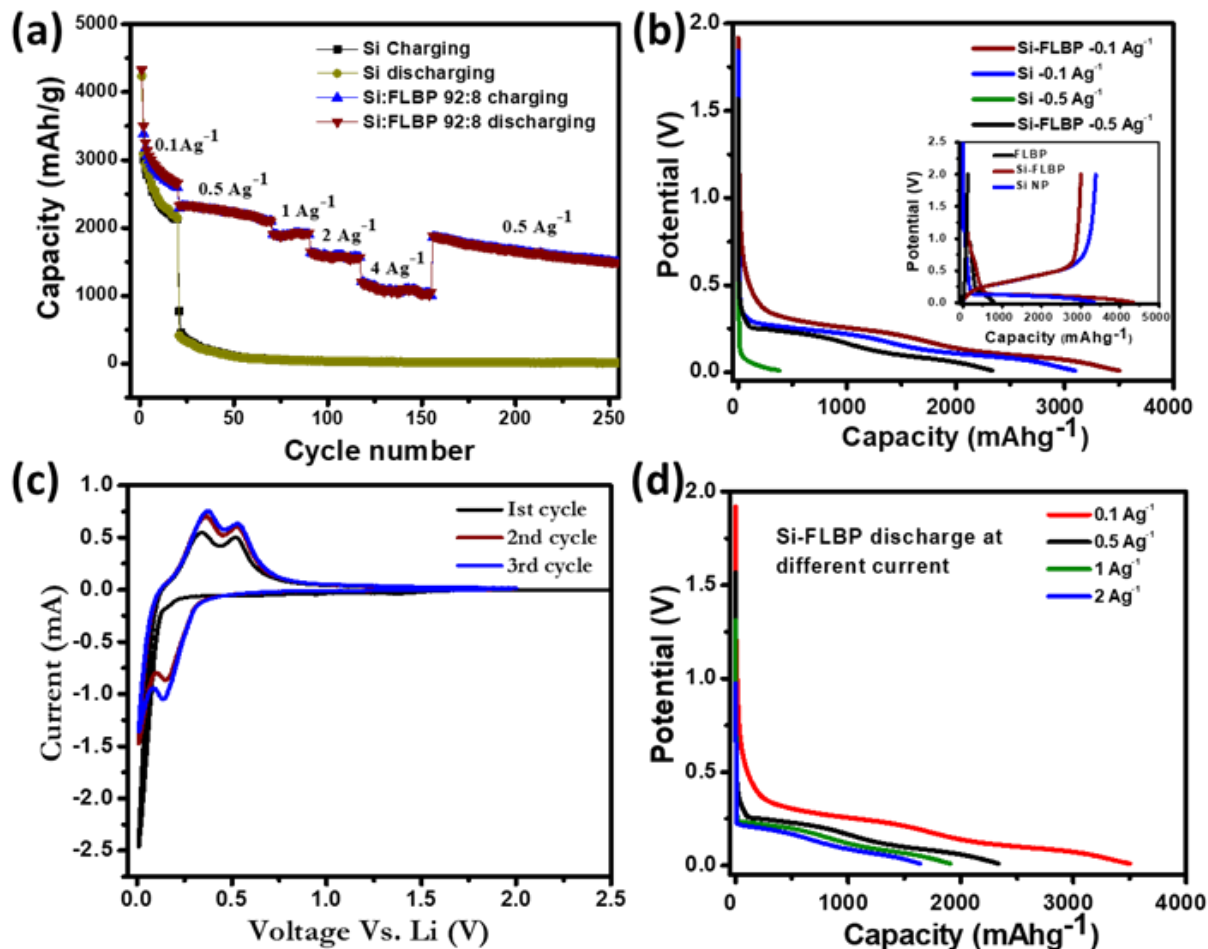 (a)
5000
4000
3000
2000
1000
0
Capacity (mAh/g)
Si Charging
Si discharging
Si:FLBP 92:8 charging
Si:FLBP 92:8 discharging
0.1Ag⁻¹
0.5 Ag⁻¹
1 Ag⁻¹
2 Ag⁻¹
4 Ag⁻¹
0.5 Ag⁻¹
0 50 100 150 200 250
Cycle number
(b)
2.0
1.5
1.0
0.5
0.0
Potential (V)
Si-FLBP -0.1 Ag⁻¹
Si -0.1 Ag⁻¹
Si -0.5 Ag⁻¹
Si-FLBP -0.5 Ag⁻¹
2.5
2.0
1.5
1.0
0.5
0.0
Potential (V)
FLBP
Si-FLBP
Si NP
0 1000 2000 3000 4000 5000
Capacity (mAhg⁻¹)
0 1000 2000 3000 4000
Capacity (mAhg⁻¹)
(c)
1.0
0.5
0.0
-0.5
-1.0
-1.5
-2.0
-2.5
Current (mA)
1st cycle
2nd cycle
3rd cycle
0.0 0.5 1.0 1.5 2.0 2.5
Voltage Vs. Li (V)
(d)
2.0
1.5
1.0
0.5
0.0
Potential (V)
Si-FLBP discharge at
different current
0.1 Ag⁻¹
0.5 Ag⁻¹
1 Ag⁻¹
2 Ag⁻¹
0 1000 2000 3000 4000
Capacity (mAhg⁻¹)